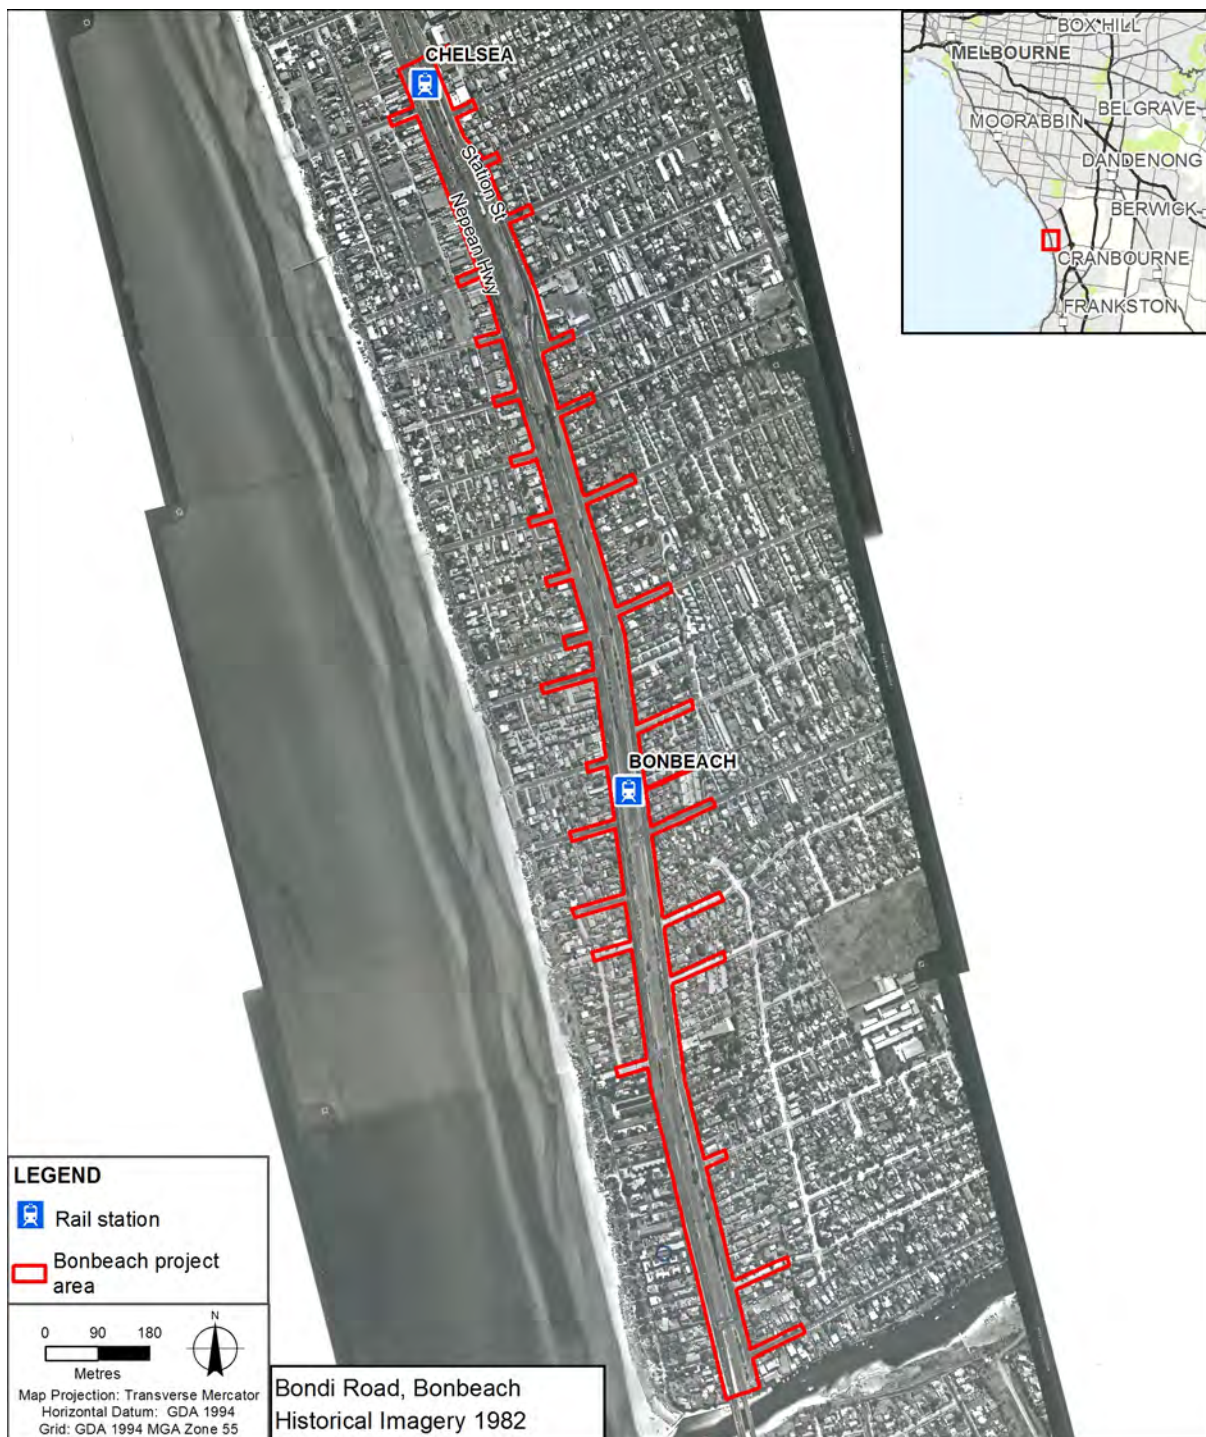 CHELSEA
Station St
Nepean Hwy
BONBEACH
BOX HILL
MELBOURNE
BELGRAVE
MOORABBIN
DANDENONG
BERWICK
CRANBOURNE
FRANKSTON
LEGEND
Rail station
Bonbeach project
area
0 90 180
Metres
N
Map Projection: Transverse Mercator
Horizontal Datum: GDA 1994
Grid: GDA 1994 MGA Zone 55
Bondi Road, Bonbeach
Historical Imagery 1982